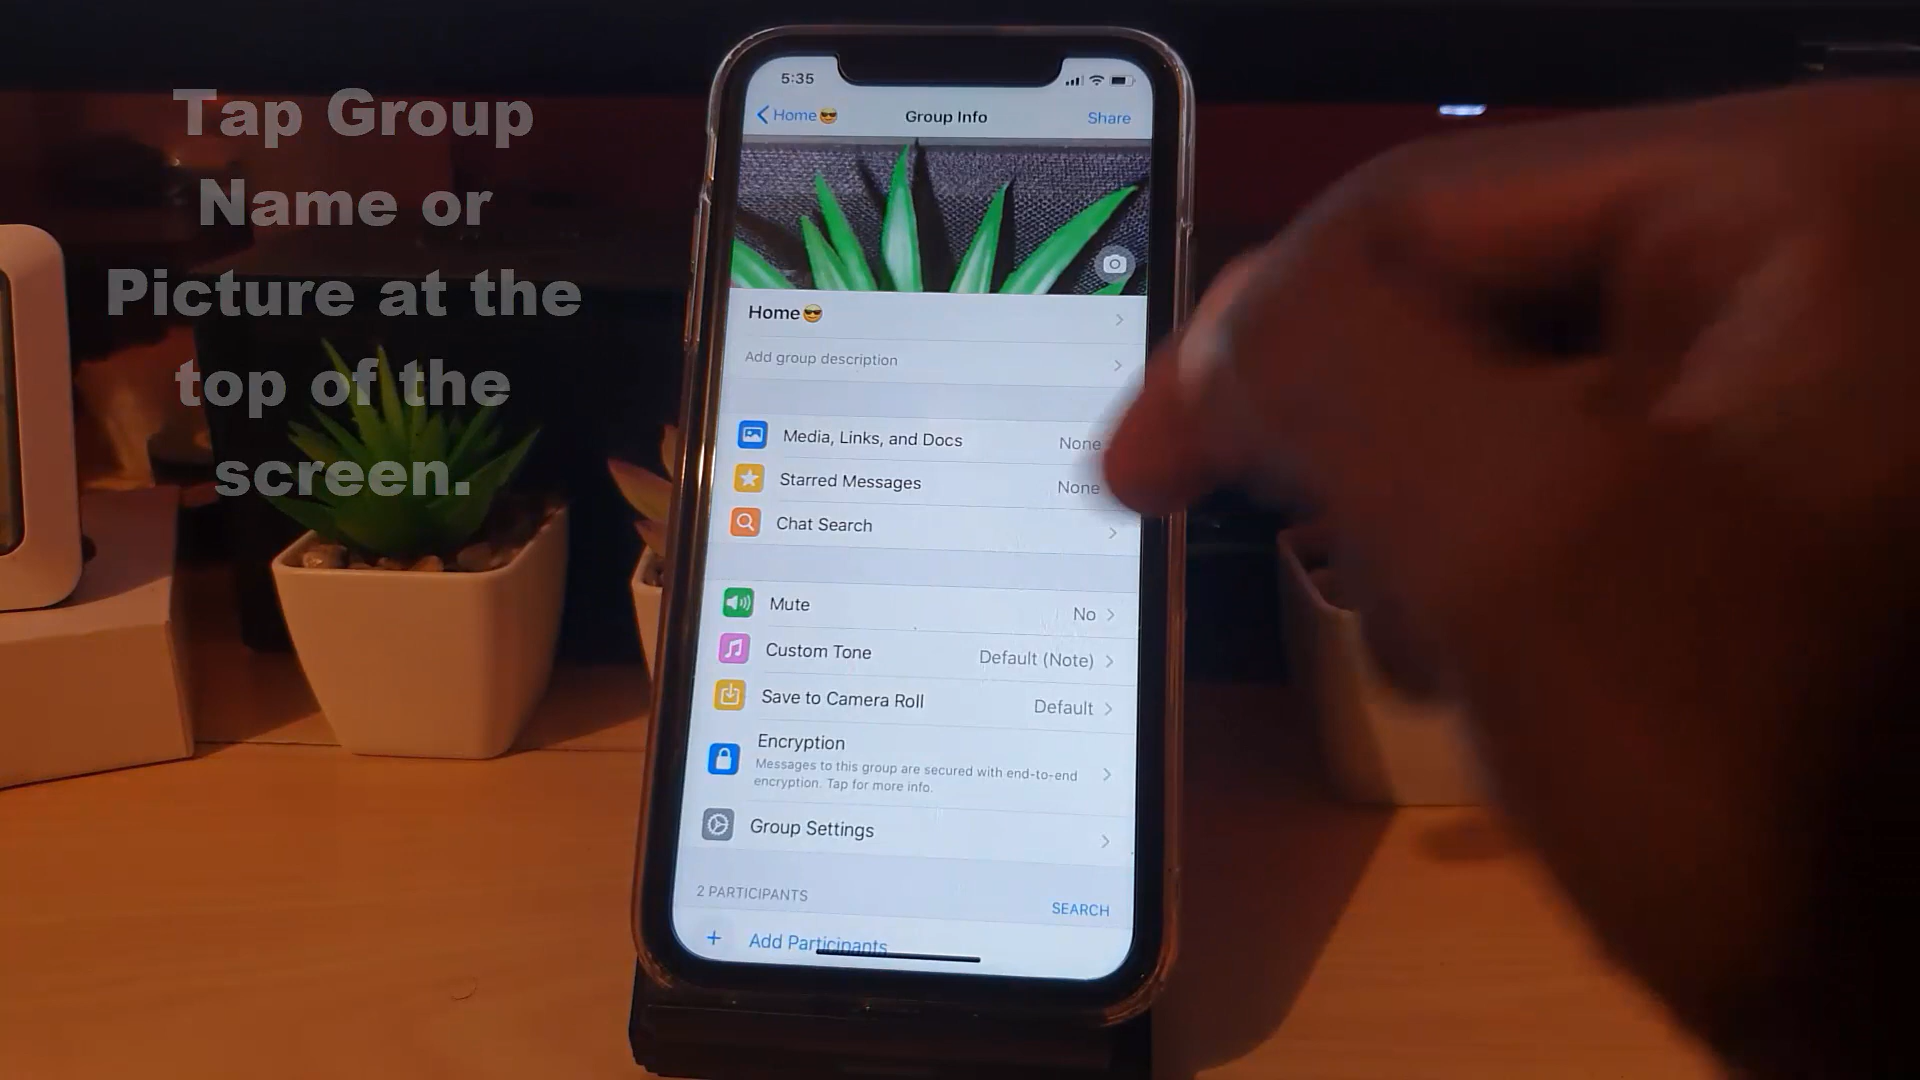 Tap Group
Name or
Picture at the
top of the
screen.
5:35
Home😎
Group Info
Share
Home😎
Add group description
Media, Links, and Docs
None
Starred Messages
None
Chat Search
Mute
No
Custom Tone
Default (Note)
Save to Camera Roll
Default
Encryption
Messages to this group are secured with end-to-end
encryption. Tap for more info.
Group Settings
2 PARTICIPANTS
SEARCH
+ Add Participants